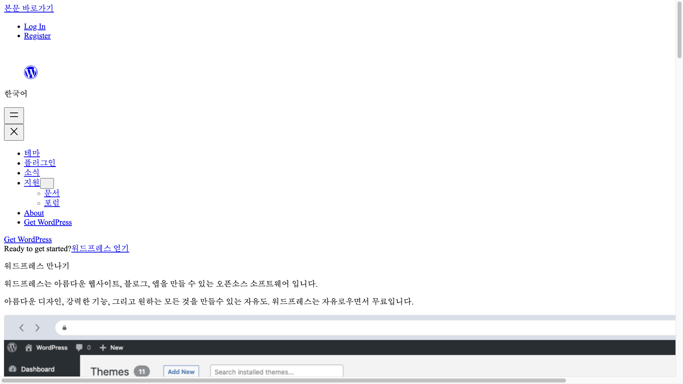 본문 바로가기
Log In
Register
한국어
테마
플러그인
소식
지원
문서
포럼
About
Get WordPress
Get WordPress
Ready to get started?워드프레스 얻기
워드프레스 만나기
워드프레스는 아름다운 웹사이트, 블로그, 앱을 만들 수 있는 오픈소스 소프트웨어 입니다.
아름다운 디자인, 강력한 기능, 그리고 원하는 모든 것을 만들수 있는 자유도. 워드프레스는 자유로우면서 무료입니다.
WordPress 0 New
Dashboard Themes 11 Add New Search installed themes...